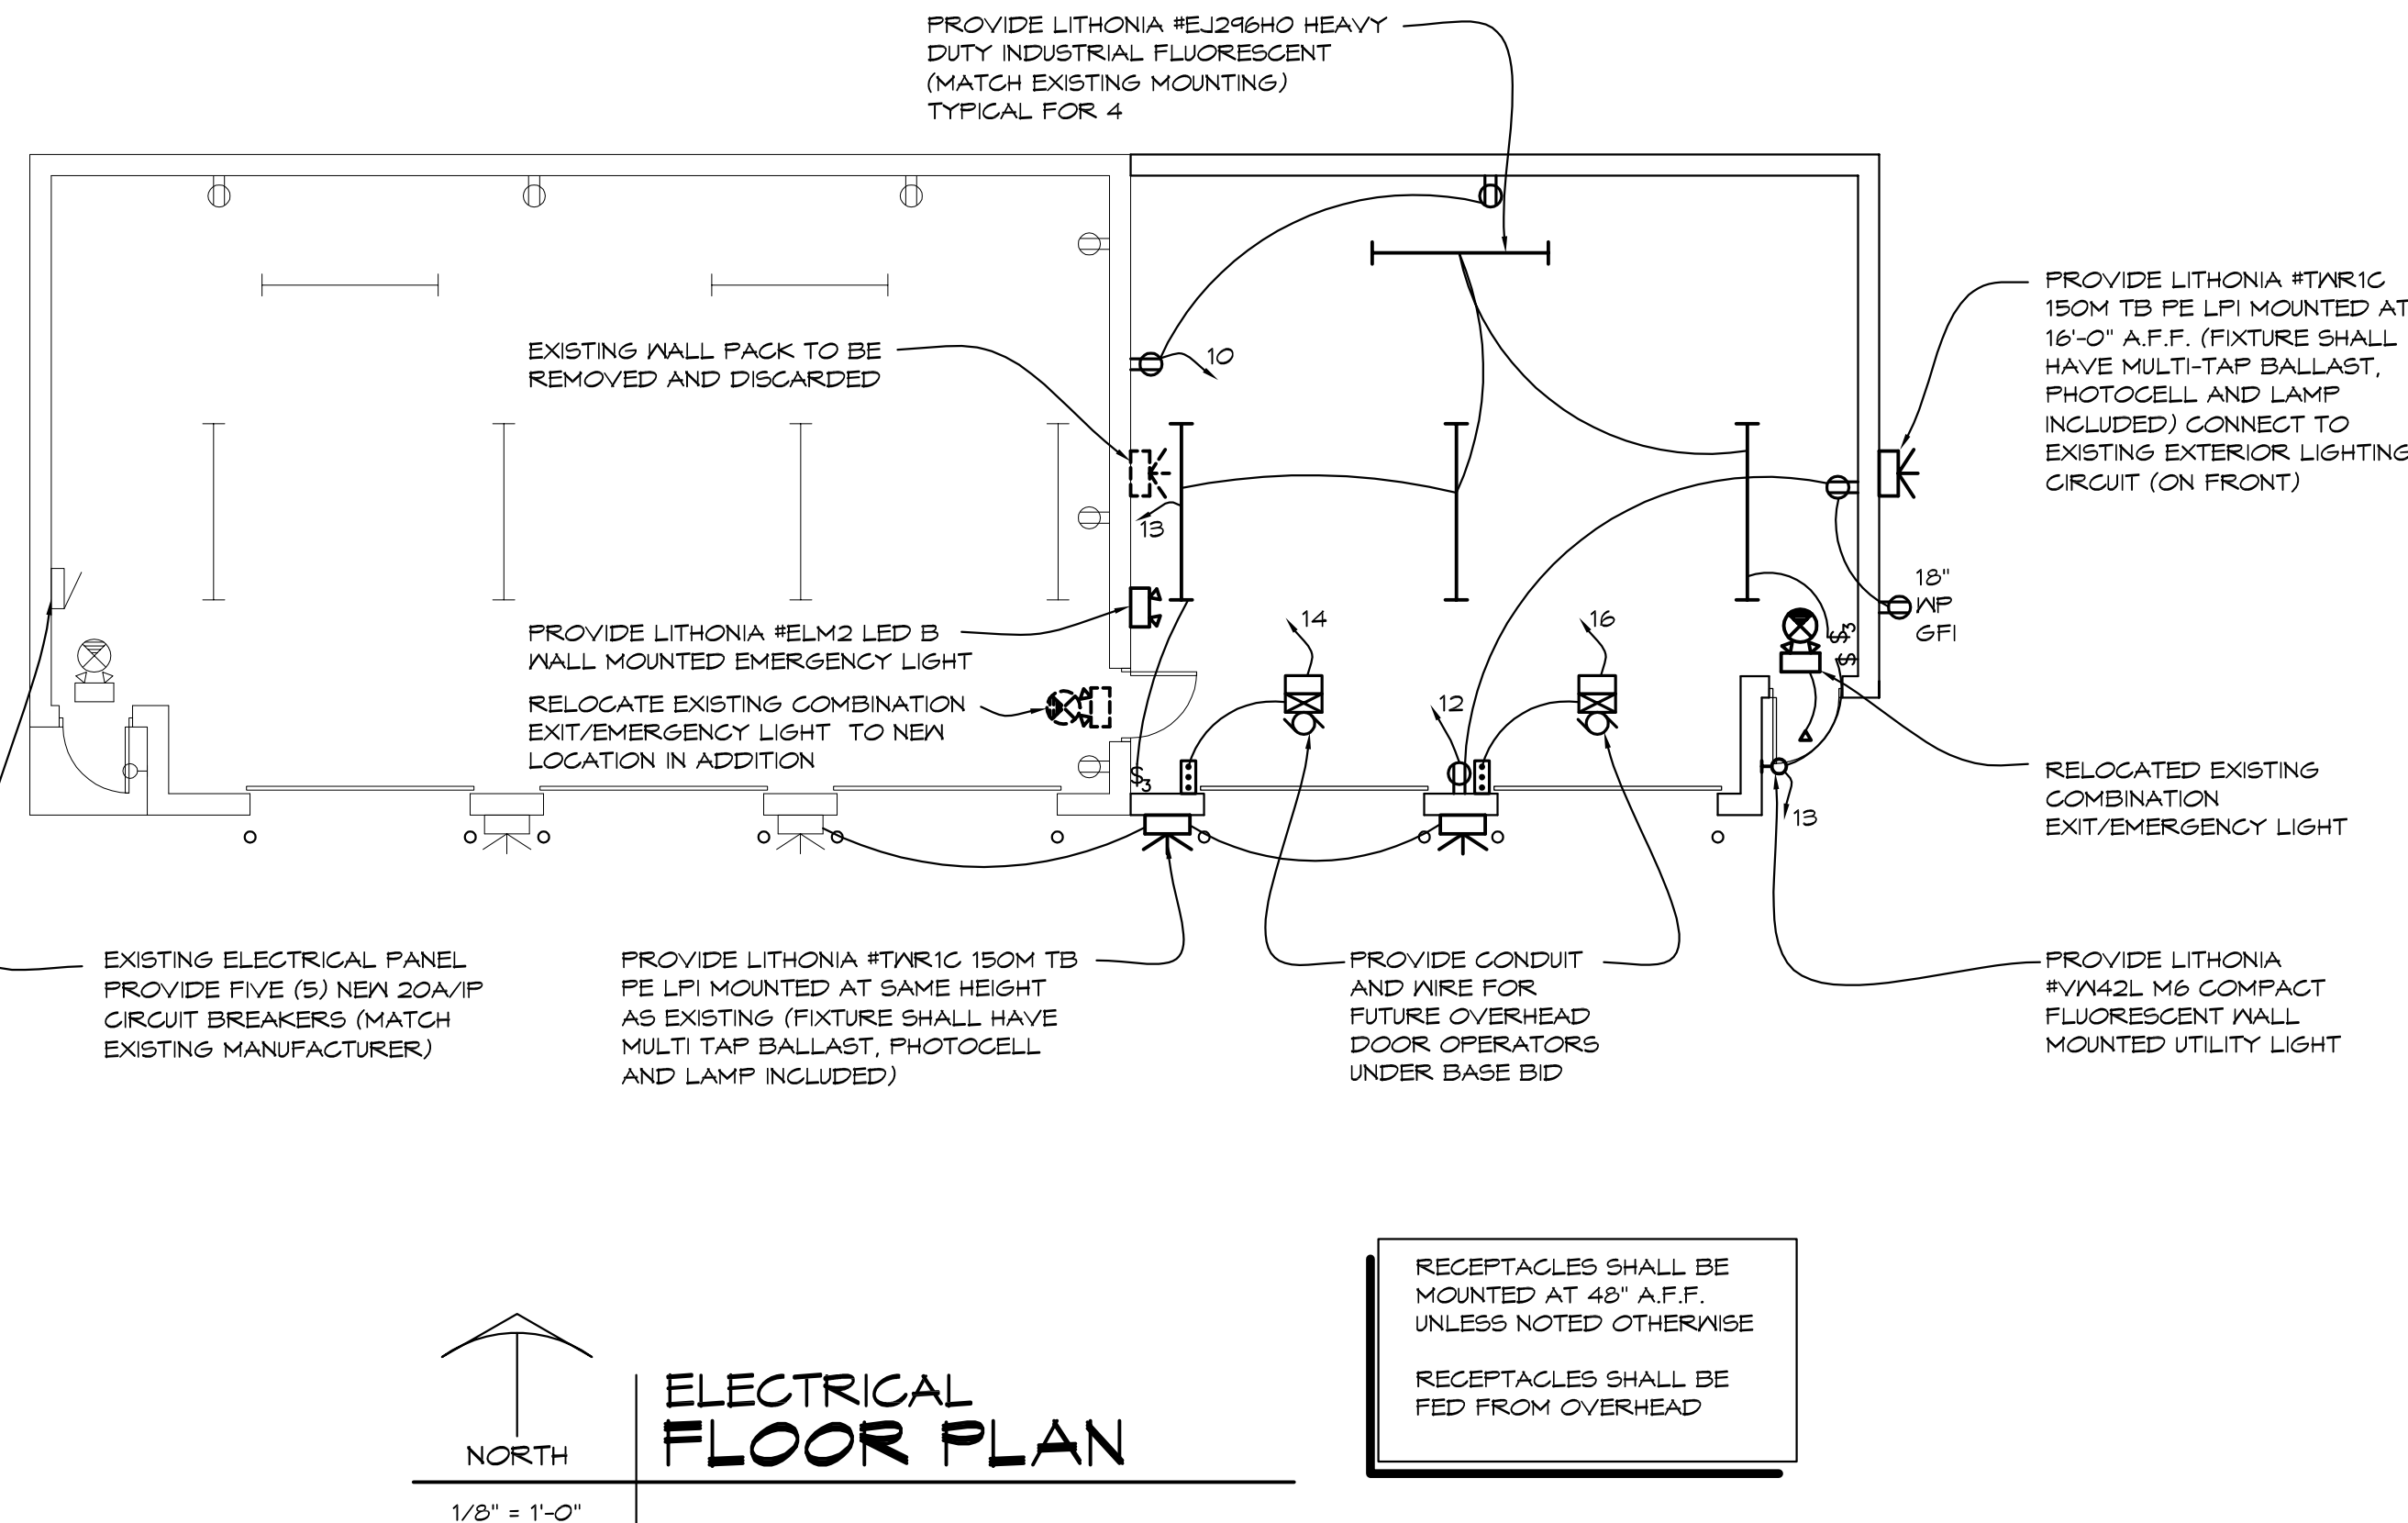 PROVIDE LITHONIA #EJ296HO HEAVY
DUTY INDUSTRIAL FLUORESCENT
(MATCH EXISTING MOUNTING)
TYPICAL FOR 4
PROVIDE LITHONIA #TWR1C
150M TB PE LPI MOUNTED AT
16'-0" A.F.F. (FIXTURE SHALL
HAVE MULTI-TAP BALLAST,
PHOTOCELL AND LAMP
INCLUDED) CONNECT TO
EXISTING EXTERIOR LIGHTING
CIRCUIT (ON FRONT)
EXISTING WALL PACK TO BE
REMOVED AND DISCARDED
10
13
18"
WP
GFI
PROVIDE LITHONIA #ELM2 LED B
WALL MOUNTED EMERGENCY LIGHT
RELOCATE EXISTING COMBINATION
EXIT/EMERGENCY LIGHT TO NEW
LOCATION IN ADDITION
14
16
$3
$
12
$3
13
RELOCATED EXISTING
COMBINATION
EXIT/EMERGENCY LIGHT
EXISTING ELECTRICAL PANEL
PROVIDE FIVE (5) NEW 20A/1P
CIRCUIT BREAKERS (MATCH
EXISTING MANUFACTURER)
PROVIDE LITHONIA #TWR1C 150M TB
PE LPI MOUNTED AT SAME HEIGHT
AS EXISTING (FIXTURE SHALL HAVE
MULTI TAP BALLAST, PHOTOCELL
AND LAMP INCLUDED)
PROVIDE CONDUIT
AND WIRE FOR
FUTURE OVERHEAD
DOOR OPERATORS
UNDER BASE BID
PROVIDE LITHONIA
#VW42L M6 COMPACT
FLUORESCENT WALL
MOUNTED UTILITY LIGHT
RECEPTACLES SHALL BE
MOUNTED AT 48" A.F.F.
UNLESS NOTED OTHERWISE
RECEPTACLES SHALL BE
FED FROM OVERHEAD
NORTH
ELECTRICAL
FLOOR PLAN
1/8" = 1'-0"